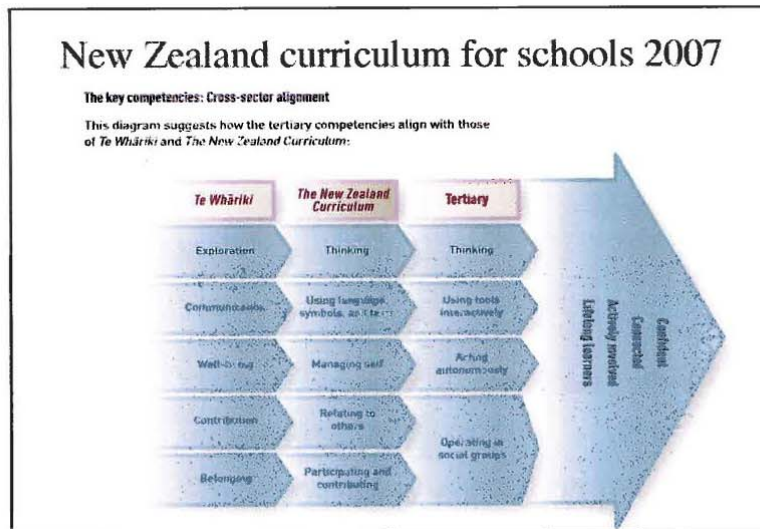 New Zealand curriculum for schools 2007
The key competencies: Cross-sector alignment
This diagram suggests how the tertiary competencies align with those
of Te Whāriki and The New Zealand Curriculum:
Te Whāriki
The New Zealand
Curriculum
Tertiary
Exploration
Thinking
Thinking
Communication
Using language,
symbols, and texts
Using tools
interactively
Well-being
Managing self
Acting
autonomously
Contribution
Relating to
others
Operating in
social groups
Belonging
Participating and
contributing
Confident
Connected
Actively involved
Lifelong learners